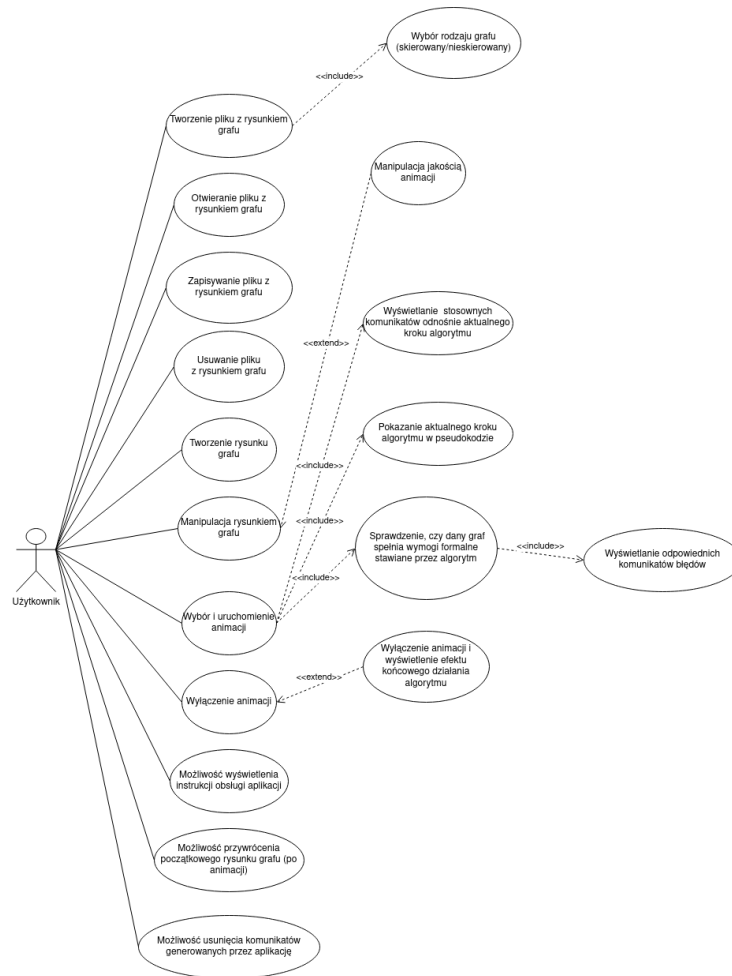 Wybór rodzaju grafu
(skierowany/nieskierowany)
<<include>>
Tworzenie pliku z rysunkiem
grafu
Manipulacja jakością
animacji
Otwieranie pliku z
rysunkiem grafu
Zapisywanie pliku z
rysunkiem grafu
Wyświetlanie stosownych
komunikatów odnośnie aktualnego
kroku algorytmu
<<extend>>
Usuwanie pliku
z rysunkiem grafu
Pokazanie aktualnego kroku
algorytmu w pseudokodzie
Tworzenie rysunku
grafu
<<include>>
Manipulacja rysunkiem
grafu
<<include>>
Sprawdzenie, czy dany graf
spełnia wymogi formalne
stawiane przez algorytm
<<include>>
Wyświetlanie odpowiednich
komunikatów błędów
<<include>>
Użytkownik
Wybór i uruchomienie
animacji
Wyłączenie animacji i
wyświetlenie efektu
końcowego działania
algorytmu
<<extend>>
Wyłączenie animacji
Możliwość wyświetlenia
instrukcji obsługi aplikacji
Możliwość przywrócenia
początkowego rysunku grafu (po
animacji)
Możliwość usunięcia komunikatów
generowanych przez aplikację